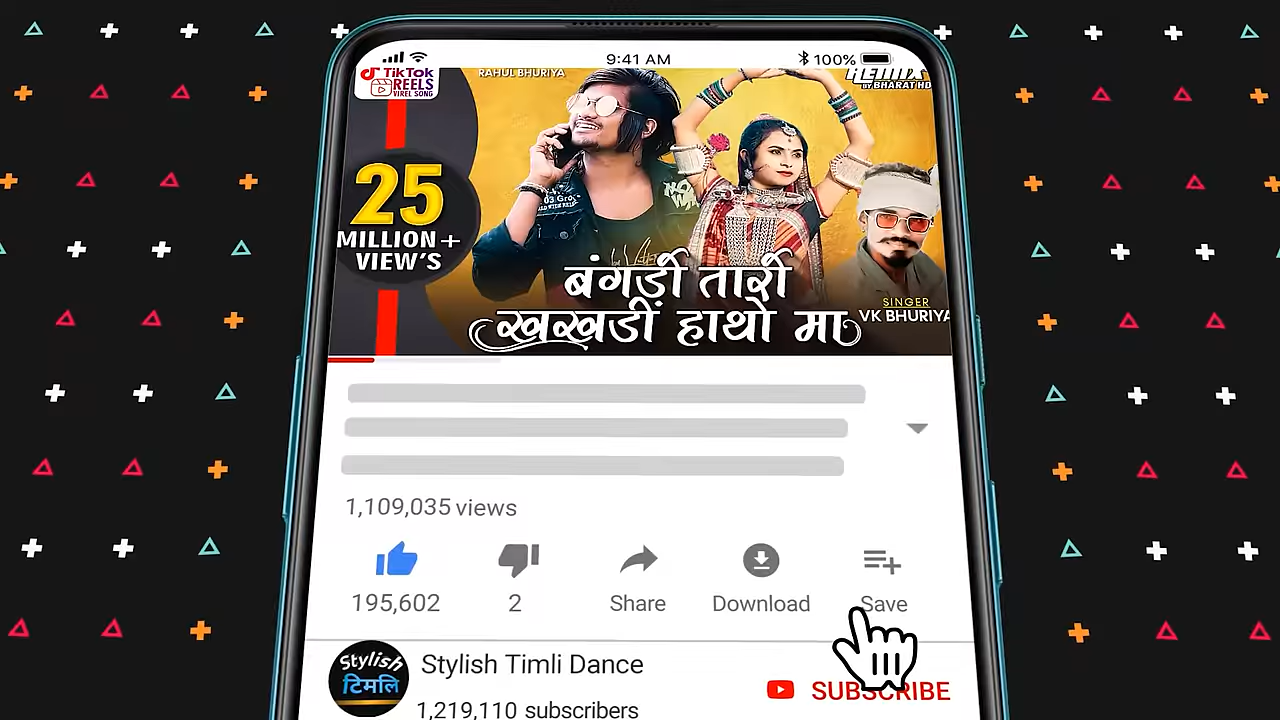 9:41 AM
100%
TikTok
REELS
VIREL SONG
RAHUL BHURIYA
REMIX
BY BHARAT HD
25
MILLION+
VIEW'S
बंगड़ी तारी
खखडीं हाथो मा
SINGER
VK BHURIYA
1,109,035 views
195,602
2
Share
Download
Save
Stylish
टिमलि
Stylish Timli Dance
1,219,110 subscribers
SUBSCRIBE